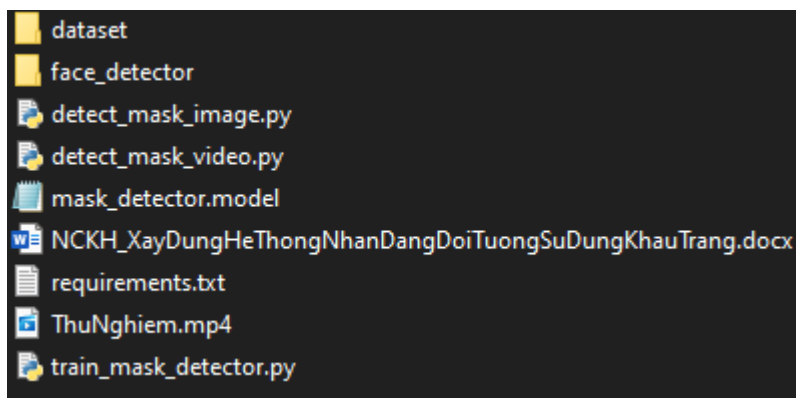 dataset
face_detector
detect_mask_image.py
detect_mask_video.py
mask_detector.model
NCKH_XayDungHeThongNhanDangDoiTuongSuDungKhauTrang.docx
requirements.txt
ThuNghiem.mp4
train_mask_detector.py